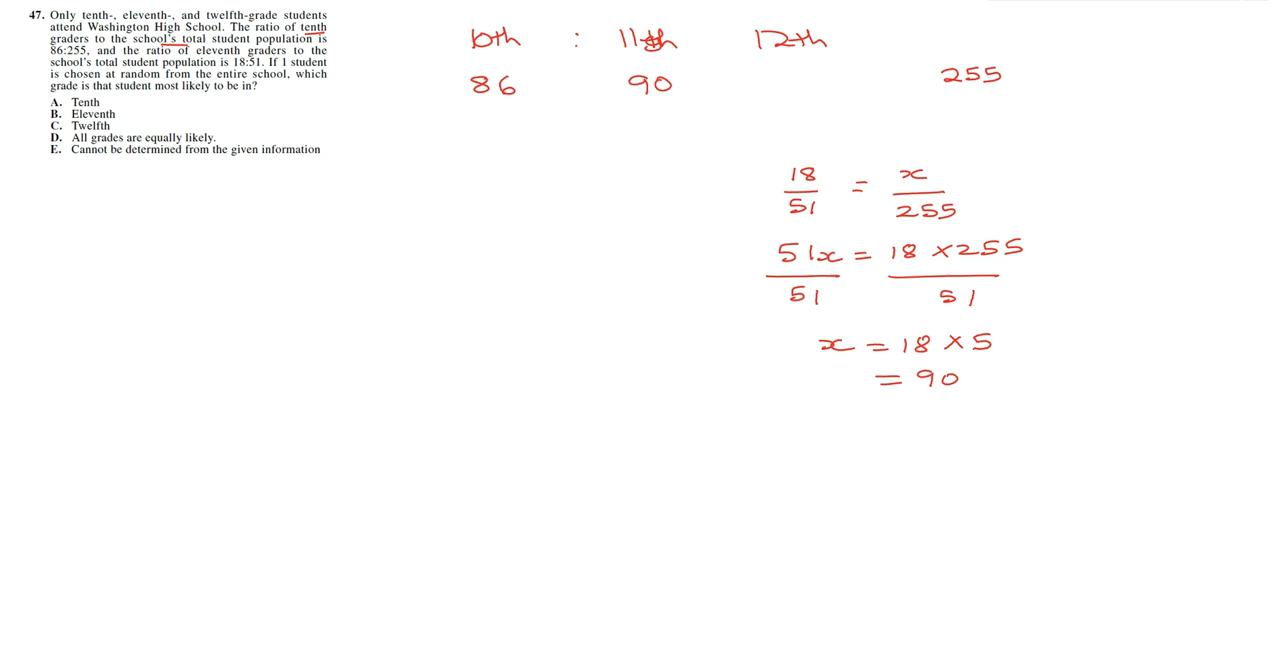 47. Only tenth-, eleventh-, and twelfth-grade students
attend Washington High School. The ratio of tenth
graders to the school's total student population is
86:255, and the ratio of eleventh graders to the
school's total student population is 18:51. If 1 student
is chosen at random from the entire school, which
grade is that student most likely to be in?
A. Tenth
B. Eleventh
C. Twelfth
D. All grades are equally likely.
E. Cannot be determined from the given information
10th : 11th 12th
86 90 255
18/51 = x/255
51x/51 = 18 × 255/51
x = 18 × 5
= 90